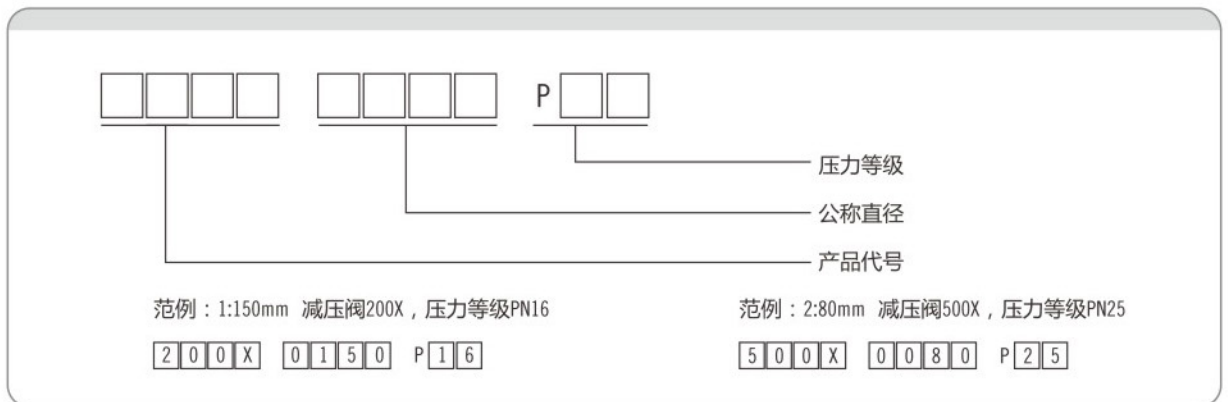 P
压力等级
公称直径
产品代号
范例：1:150mm 减压阀200X，压力等级PN16
200X 0150 P16
范例：2:80mm 减压阀500X，压力等级PN25
500X 0080 P25